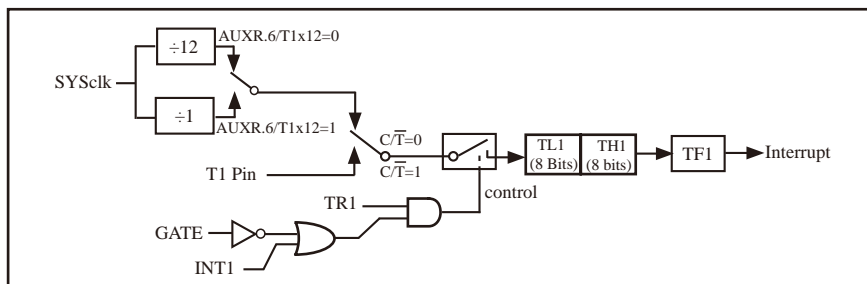 ÷12
AUXR.6/T1x12=0
SYSclk
÷1
AUXR.6/T1x12=1
C/T̅=0
C/T̅=1
T1 Pin
TL1
(8 Bits)
TH1
(8 bits)
TF1
Interrupt
control
TR1
GATE
INT1